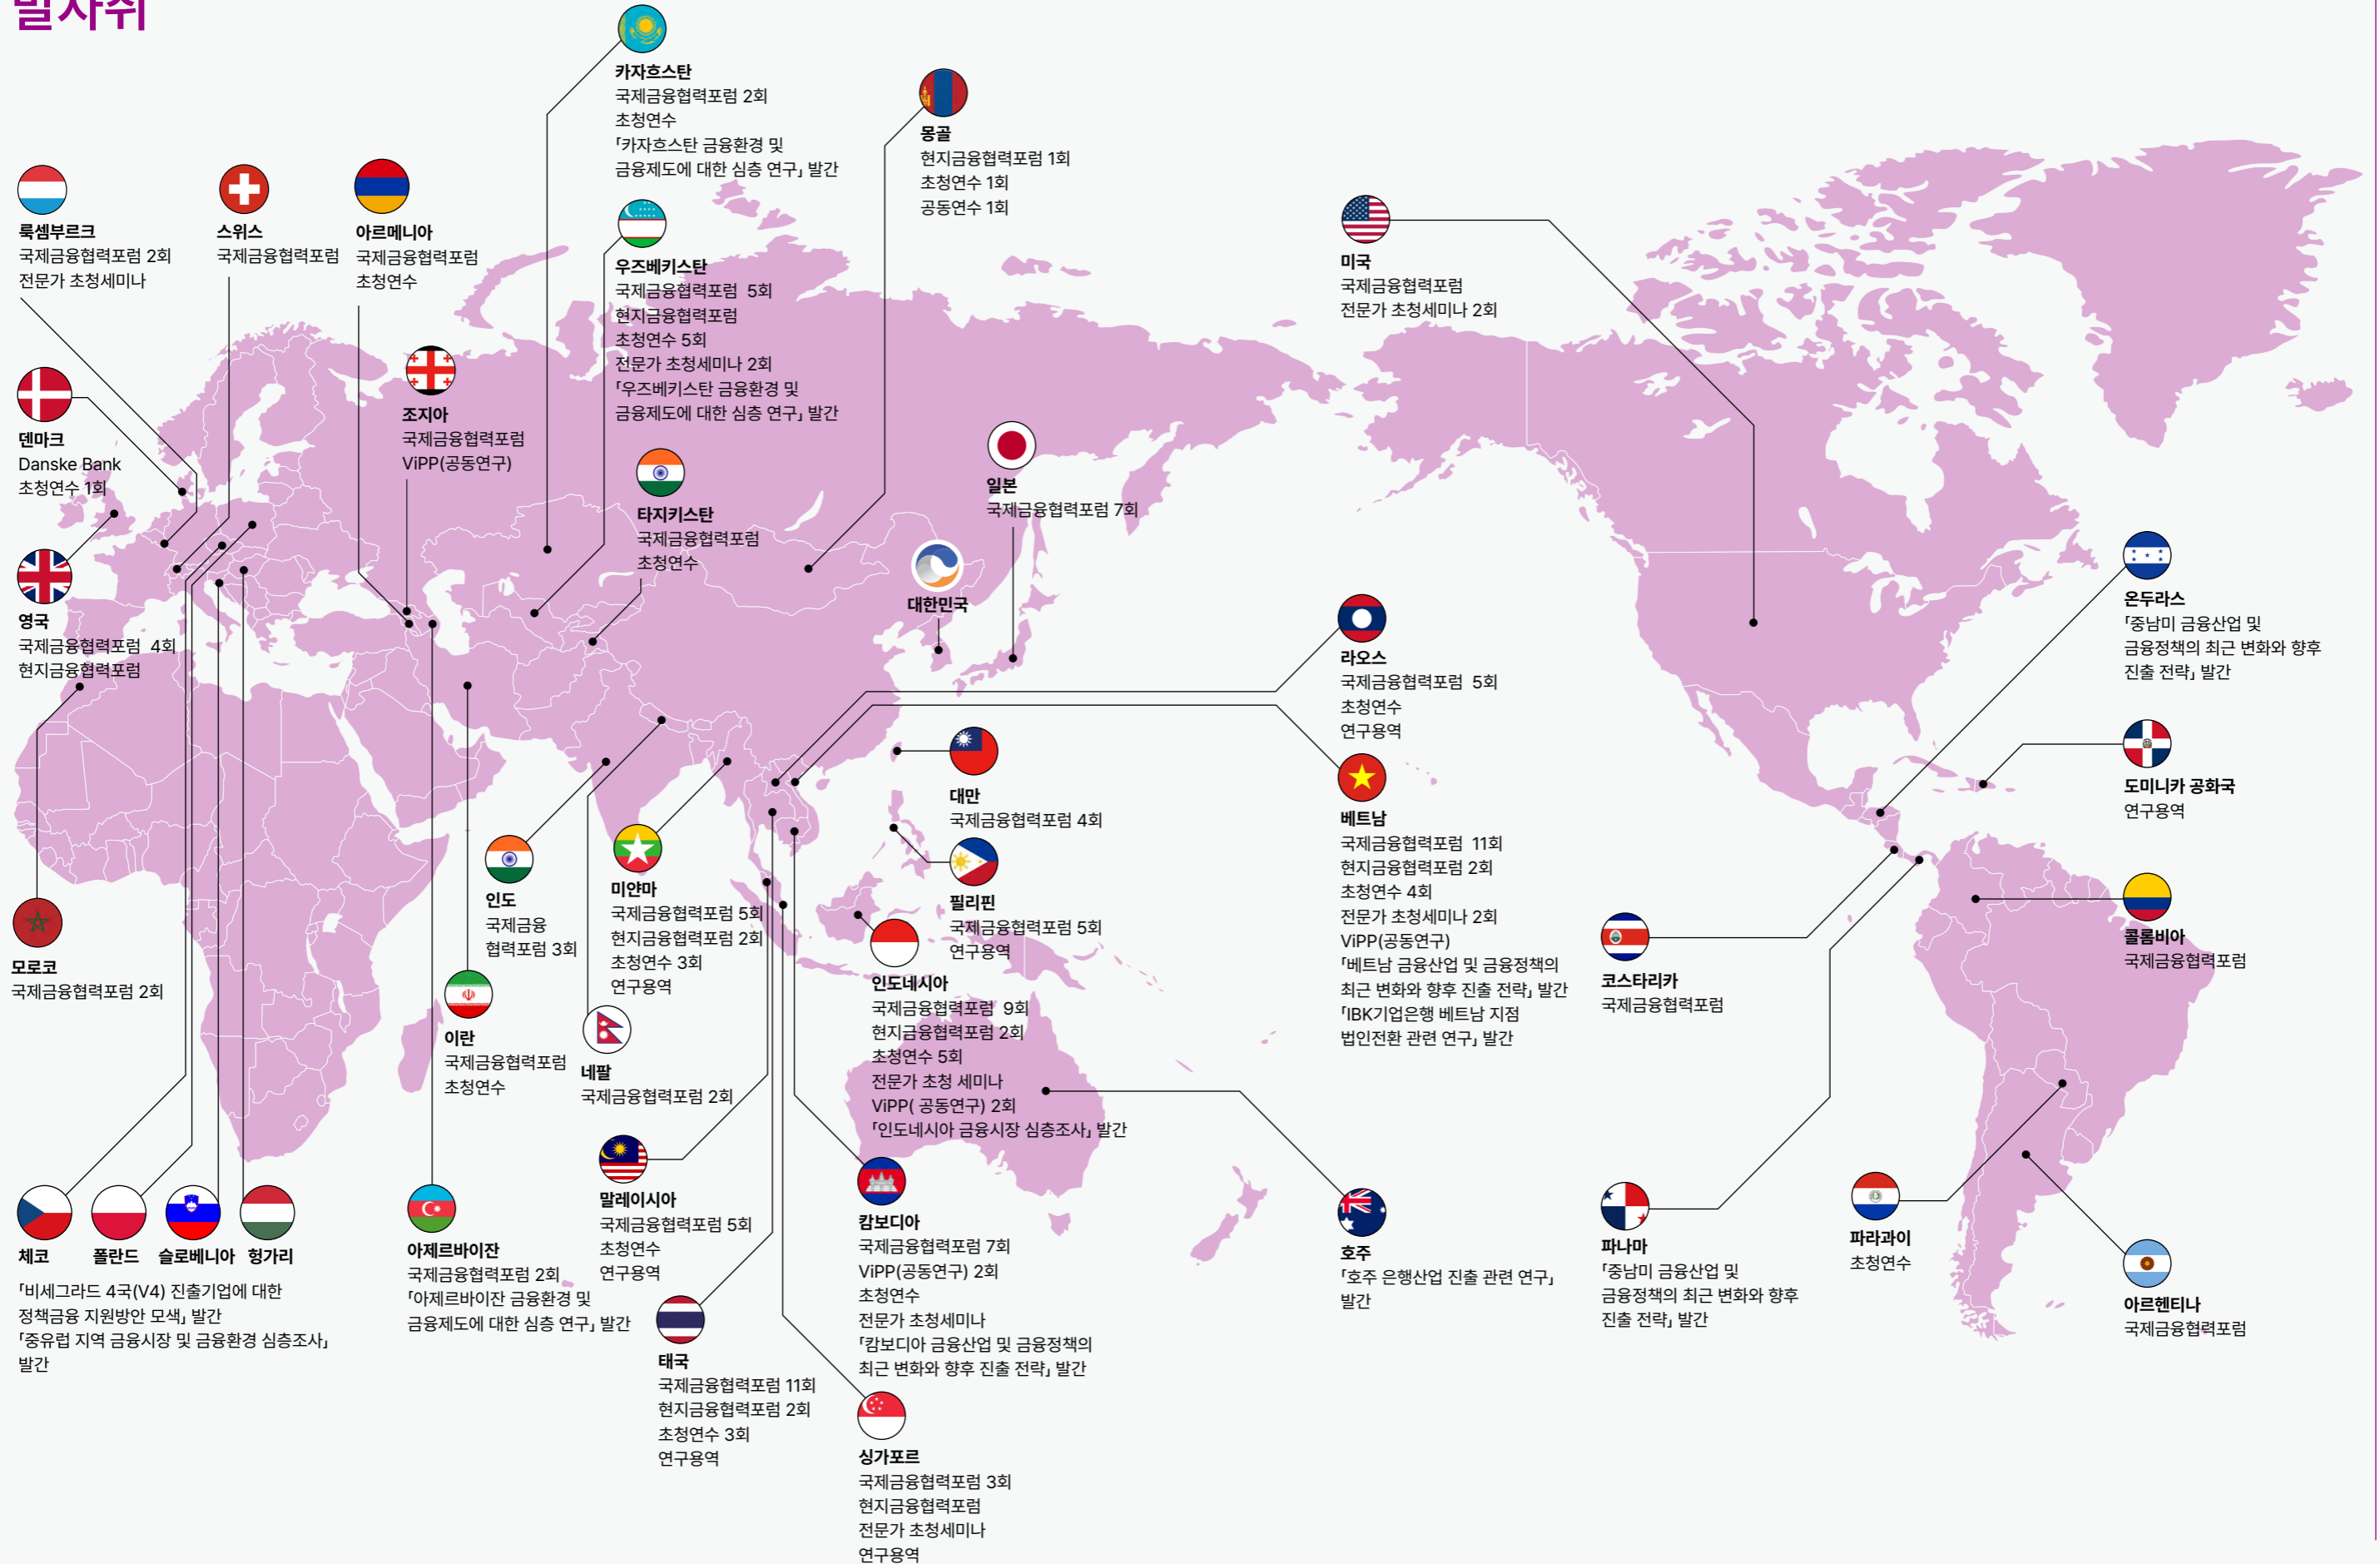 발자취
카자흐스탄
국제금융협력포럼 2회
초청연수
「카자흐스탄 금융환경 및
금융제도에 대한 심층 연구」 발간
몽골
현지금융협력포럼 1회
초청연수 1회
공동연수 1회
룩셈부르크
국제금융협력포럼 2회
전문가 초청세미나
스위스
국제금융협력포럼
아르메니아
국제금융협력포럼
초청연수
우즈베키스탄
국제금융협력포럼 5회
현지금융협력포럼
초청연수 5회
전문가 초청세미나 2회
「우즈베키스탄 금융환경 및
금융제도에 대한 심층 연구」 발간
미국
국제금융협력포럼
전문가 초청세미나 2회
덴마크
Danske Bank
초청연수 1회
조지아
국제금융협력포럼
ViPP(공동연구)
타지키스탄
국제금융협력포럼
초청연수
일본
국제금융협력포럼 7회
대한민국
영국
국제금융협력포럼 4회
현지금융협력포럼
라오스
국제금융협력포럼 5회
초청연수
연구용역
온두라스
「중남미 금융산업 및
금융정책의 최근 변화와 향후
진출 전략」 발간
대만
국제금융협력포럼 4회
베트남
국제금융협력포럼 11회
현지금융협력포럼 2회
초청연수 4회
전문가 초청세미나 2회
ViPP(공동연구)
「베트남 금융산업 및 금융정책의
최근 변화와 향후 진출 전략」 발간
「IBK기업은행 베트남 지점
법인전환 관련 연구」 발간
도미니카 공화국
연구용역
인도
국제금융
협력포럼 3회
미얀마
국제금융협력포럼 5회
현지금융협력포럼 2회
초청연수 3회
연구용역
필리핀
국제금융협력포럼 5회
연구용역
콜롬비아
국제금융협력포럼
모로코
국제금융협력포럼 2회
인도네시아
국제금융협력포럼 9회
현지금융협력포럼 2회
초청연수 5회
전문가 초청 세미나
ViPP( 공동연구) 2회
「인도네시아 금융시장 심층조사」 발간
코스타리카
국제금융협력포럼
이란
국제금융협력포럼
초청연수
네팔
국제금융협력포럼 2회
말레이시아
국제금융협력포럼 5회
초청연수
연구용역
캄보디아
국제금융협력포럼 7회
ViPP(공동연구) 2회
초청연수
전문가 초청세미나
「캄보디아 금융산업 및 금융정책의
최근 변화와 향후 진출 전략」 발간
호주
「호주 은행산업 진출 관련 연구」
발간
파나마
「중남미 금융산업 및
금융정책의 최근 변화와 향후
진출 전략」 발간
파라과이
초청연수
아르헨티나
국제금융협력포럼
체코 폴란드 슬로베니아 헝가리
「비세그라드 4국(V4) 진출기업에 대한
정책금융 지원방안 모색」 발간
「중유럽 지역 금융시장 및 금융환경 심층조사」
발간
아제르바이잔
국제금융협력포럼 2회
「아제르바이잔 금융환경 및
금융제도에 대한 심층 연구」 발간
태국
국제금융협력포럼 11회
현지금융협력포럼 2회
초청연수 3회
연구용역
싱가포르
국제금융협력포럼 3회
현지금융협력포럼
전문가 초청세미나
연구용역